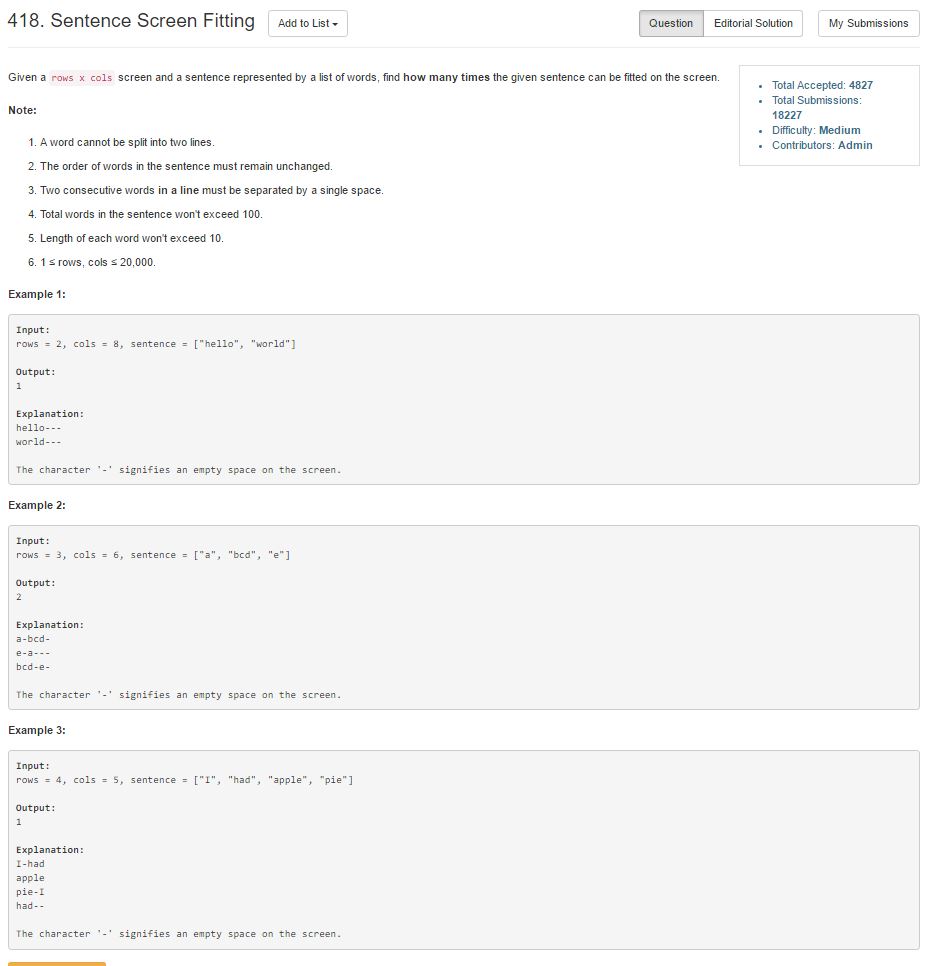 418. Sentence Screen Fitting
Add to List
Question
Editorial Solution
My Submissions
Given a rows x cols screen and a sentence represented by a list of words, find how many times the given sentence can be fitted on the screen.
Total Accepted: 4827
Total Submissions:
18227
Difficulty: Medium
Contributors: Admin
Note:
1. A word cannot be split into two lines.
2. The order of words in the sentence must remain unchanged.
3. Two consecutive words in a line must be separated by a single space.
4. Total words in the sentence won't exceed 100.
5. Length of each word won't exceed 10.
6. 1 ≤ rows, cols ≤ 20,000.
Example 1:
Input:
rows = 2, cols = 8, sentence = ["hello", "world"]
Output:
1
Explanation:
hello---
world---
The character '-' signifies an empty space on the screen.
Example 2:
Input:
rows = 3, cols = 6, sentence = ["a", "bcd", "e"]
Output:
2
Explanation:
a-bcd-
e-a---
bcd-e-
The character '-' signifies an empty space on the screen.
Example 3:
Input:
rows = 4, cols = 5, sentence = ["I", "had", "apple", "pie"]
Output:
1
Explanation:
I-had
apple
pie-I
had--
The character '-' signifies an empty space on the screen.